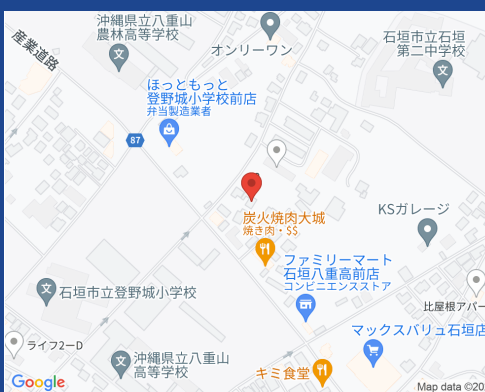 沖縄県立八重山
農林高等学校
産業道路
オンリーワン
石垣市立石垣
第二中学校
ほっともっと
登野城小学校前店
弁当製造業者
87
炭火焼肉大城
焼き肉・$$
KSガレージ
ファミリーマート
石垣八重高前店
コンビニエンスストア
石垣市立登野城小学校
比屋根アパー
ライフ2ーD
マックスバリュ石垣店
沖縄県立八重山
高等学校
キミ食堂
Google
Map data ©20